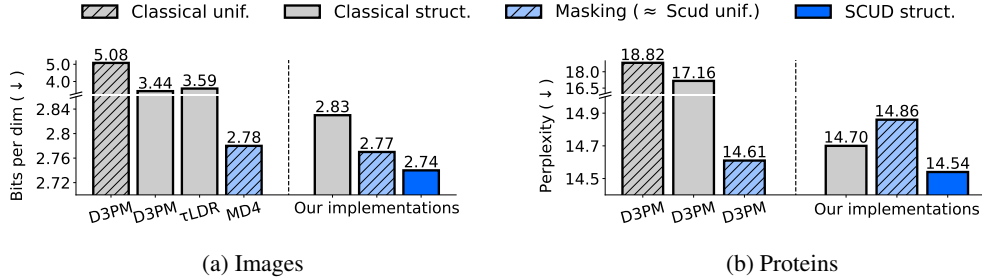 Classical unif. Classical struct. Masking (≈ Scud unif.) SCUD struct.
Bits per dim (↓)
5.0
4.0
2.84
2.8
2.76
2.72
5.08
3.44
3.59
2.78
2.83
2.77
2.74
D3PM
D3PM
τLDR
MD4
Our implementations
(a) Images
Perplexity (↓)
18.0
16.5
14.9
14.7
14.5
18.82
17.16
14.61
14.70
14.86
14.54
D3PM
D3PM
D3PM
Our implementations
(b) Proteins